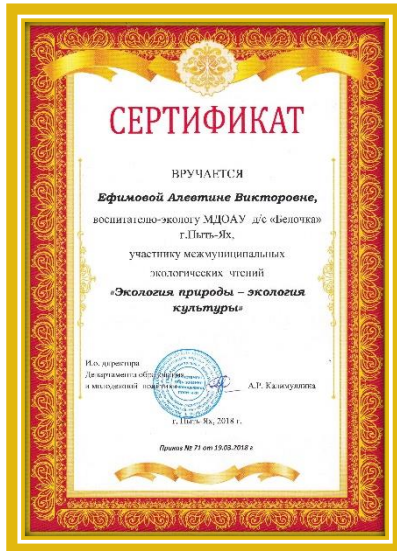 СЕРТИФИКАТ
ВРУЧАЕТСЯ
Ефимовой Алевтине Викторовне,
воспитателю-экологу МДОАУ д/с «Белочка»
г.Пыть-Ях,
участнику межмуниципальных
экологических чтений
«Экология природы – экология
культуры»
И.о. директора
Департамента образования
и молодежной политики А.Р. Калимуллина
г. Пыть-Ях, 2018 г.
Приказ № 71 от 19.03.2018 г